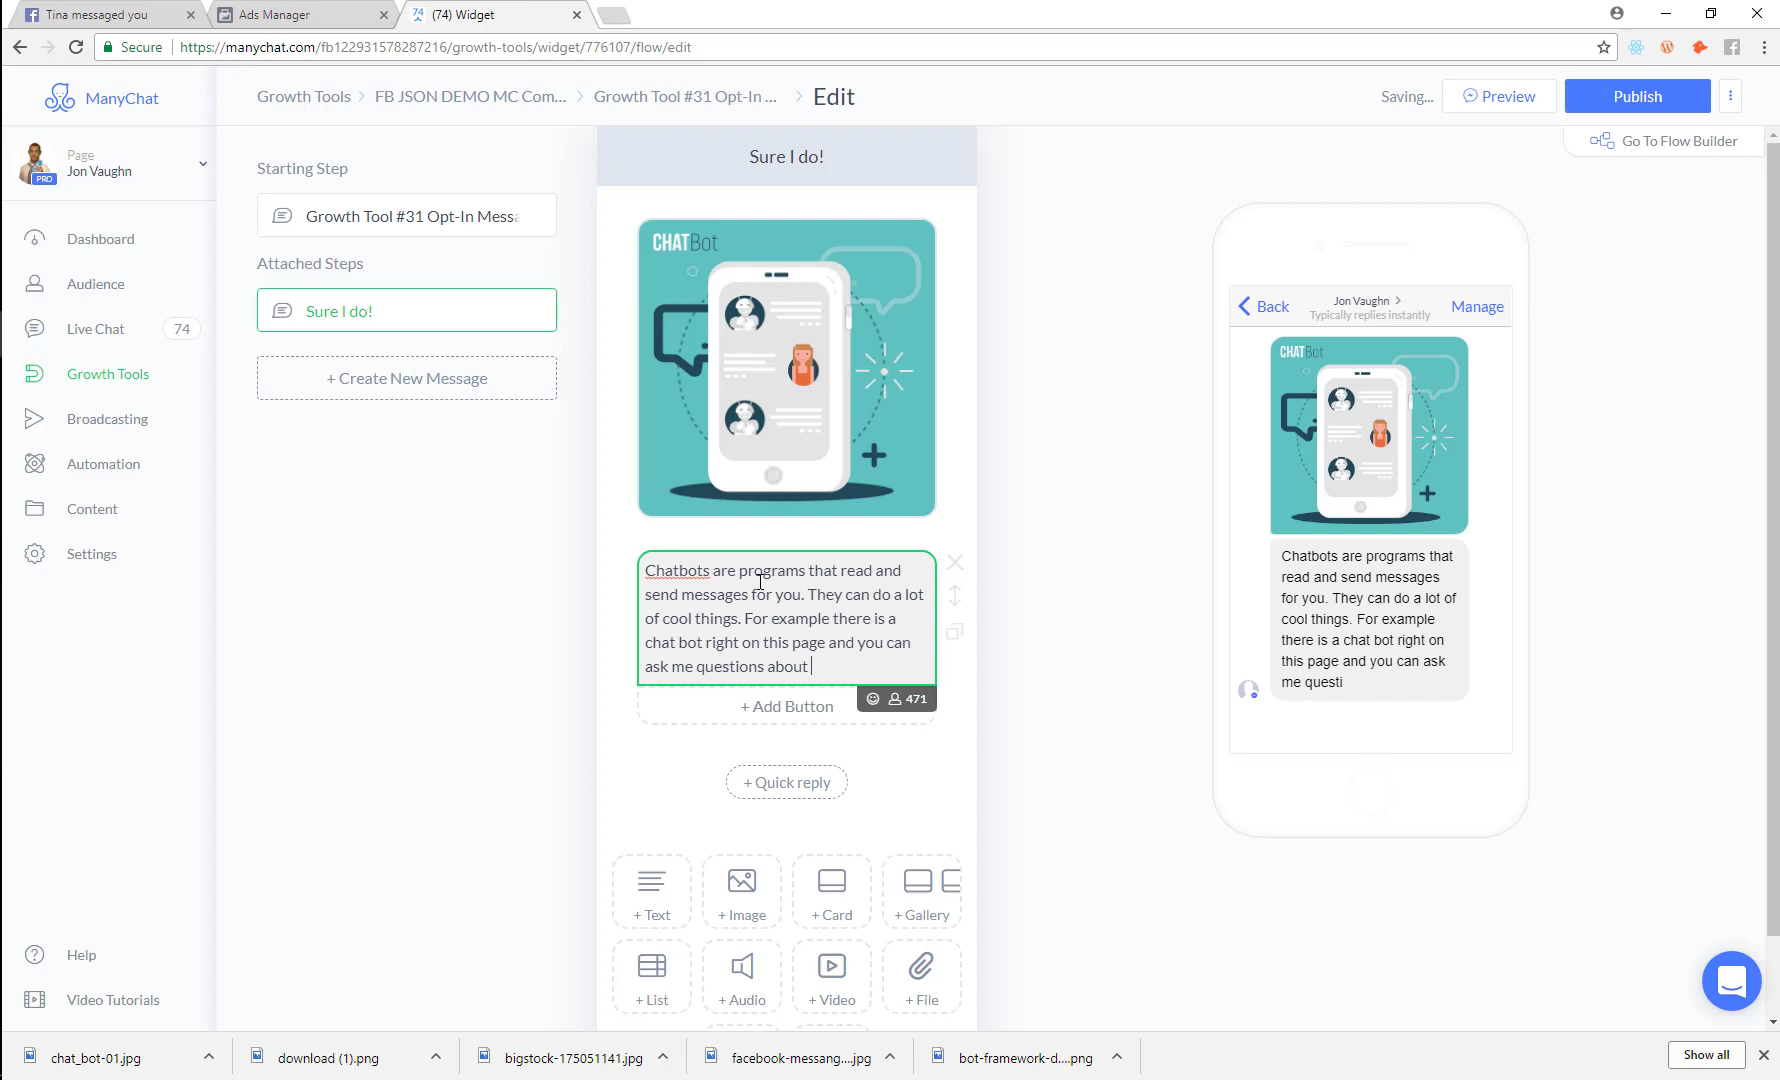 Tina messaged you
Ads Manager
(74) Widget
Secure
https://manychat.com/fb122931578287216/growth-tools/widget/776107/flow/edit
ManyChat
Growth Tools
FB JSON DEMO MC Com...
Growth Tool #31 Opt-In ...
Edit
Saving...
Preview
Publish
Page
Jon Vaughn
PRO
Go To Flow Builder
Dashboard
Audience
Live Chat
74
Growth Tools
Broadcasting
Automation
Content
Settings
Help
Video Tutorials
Starting Step
Growth Tool #31 Opt-In Messa
Attached Steps
Sure I do!
+ Create New Message
Sure I do!
CHATBot
Chatbots are programs that read and
send messages for you. They can do a lot
of cool things. For example there is a
chat bot right on this page and you can
ask me questions about
471
+ Add Button
+ Quick reply
+ Text
+ Image
+ Card
+ Gallery
+ List
+ Audio
+ Video
+ File
Back
Jon Vaughn
Typically replies instantly
Manage
CHATBot
Chatbots are programs that
read and send messages
for you. They can do a lot of
cool things. For example
there is a chat bot right on
this page and you can ask
me questi
chat_bot-01.jpg
download (1).png
bigstock-175051141.jpg
facebook-messang....jpg
bot-framework-d....png
Show all